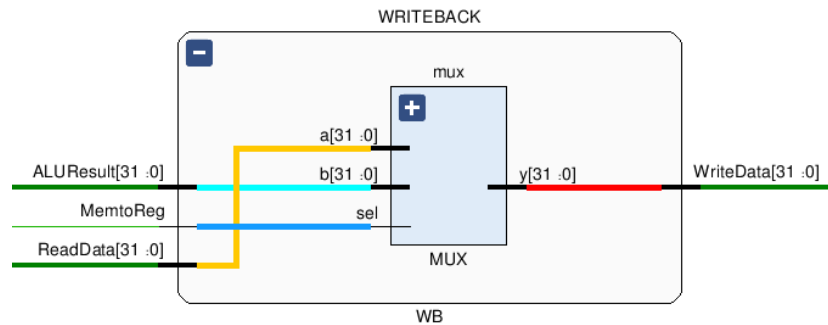 WRITEBACK
mux
a[31 :0]
ALUResult[31 :0]
b[31 :0]
y[31 :0]
WriteData[31 :0]
MemtoReg
sel
ReadData[31 :0]
MUX
WB